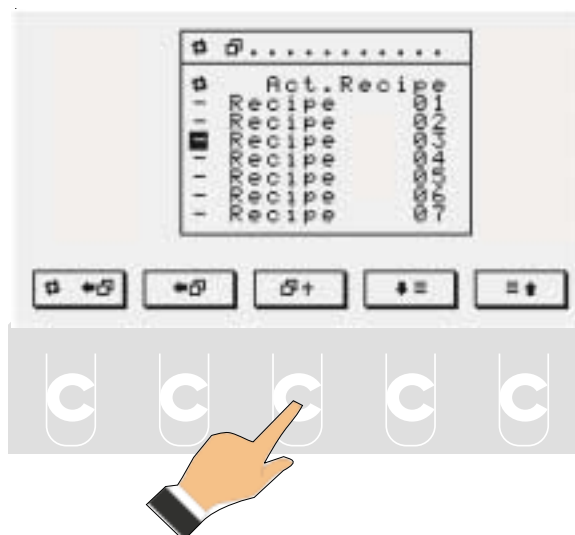 ...........
Act.Recipe
- Recipe 01
- Recipe 02
- Recipe 03
- Recipe 04
- Recipe 05
- Recipe 06
- Recipe 07
C C C C C